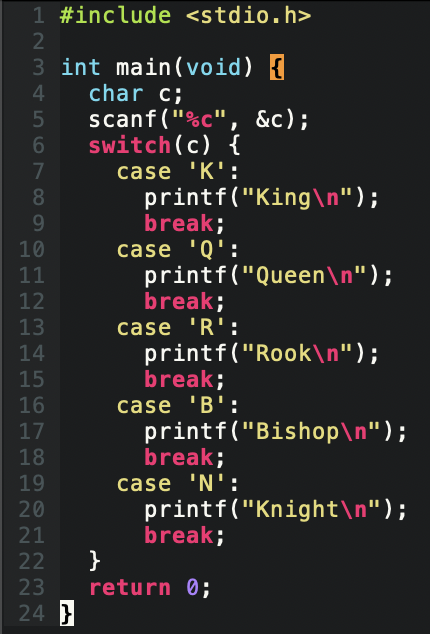 1 #include <stdio.h>
2
3 int main(void) {
4   char c;
5   scanf("%c", &c);
6   switch(c) {
7     case 'K':
8       printf("King\n");
9       break;
10     case 'Q':
11       printf("Queen\n");
12       break;
13     case 'R':
14       printf("Rook\n");
15       break;
16     case 'B':
17       printf("Bishop\n");
18       break;
19     case 'N':
20       printf("Knight\n");
21       break;
22   }
23   return 0;
24 }